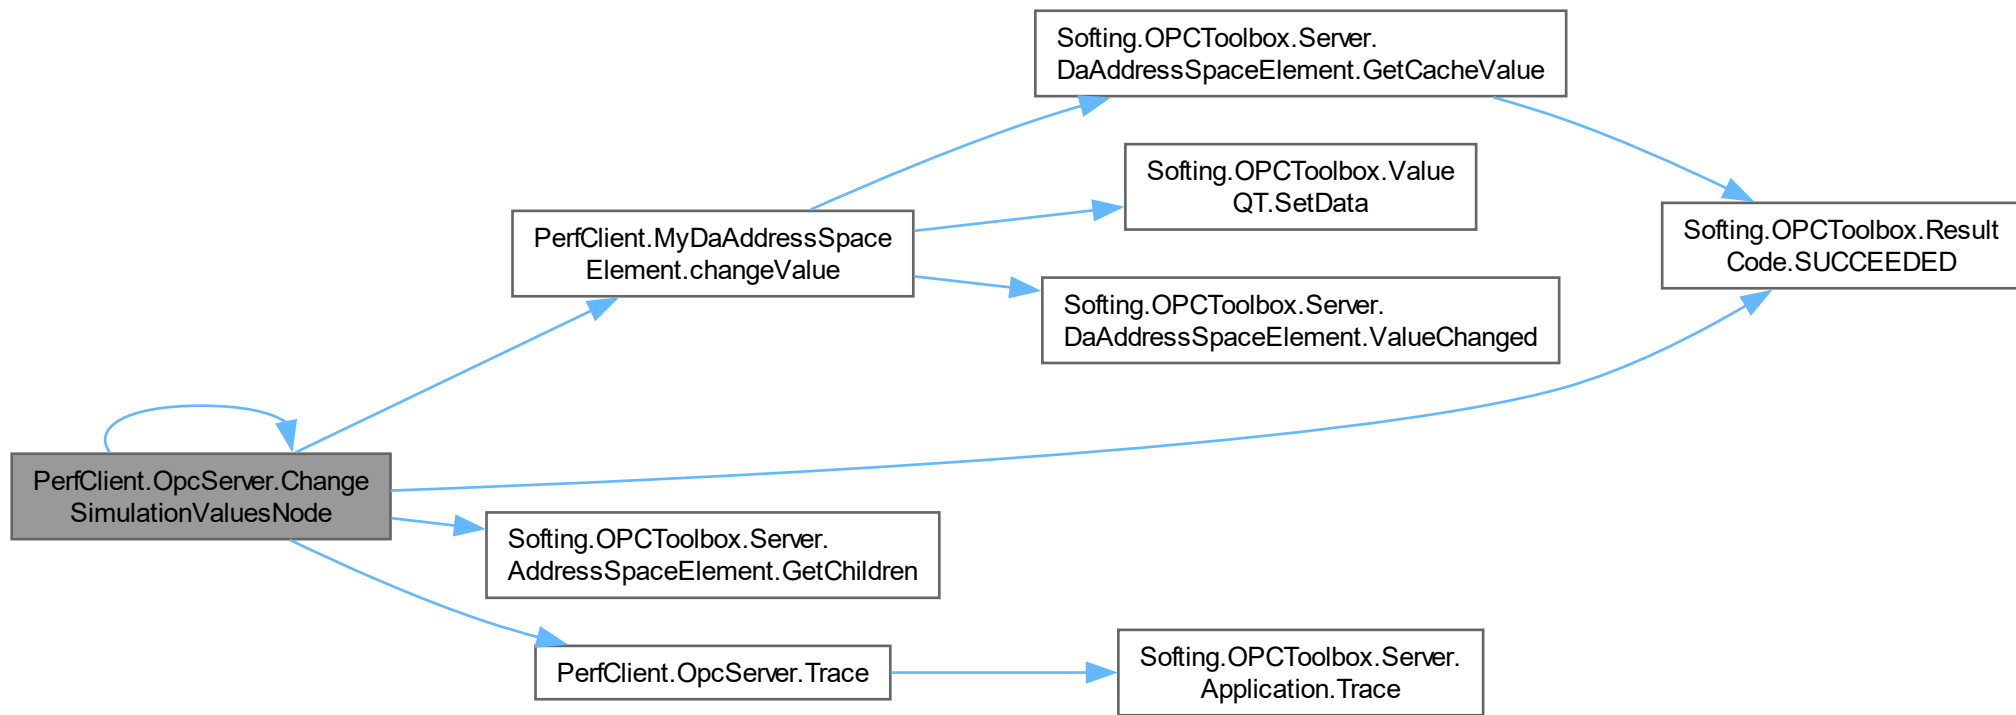 Softing.OPCToolbox.Server.
DaAddressSpaceElement.GetCacheValue
Softing.OPCToolbox.Value
QT.SetData
PerfClient.MyDaAddressSpace
Element.changeValue
Softing.OPCToolbox.Result
Code.SUCCEEDED
Softing.OPCToolbox.Server.
DaAddressSpaceElement.ValueChanged
PerfClient.OpcServer.Change
SimulationValuesNode
Softing.OPCToolbox.Server.
AddressSpaceElement.GetChildren
PerfClient.OpcServer.Trace
Softing.OPCToolbox.Server.
Application.Trace